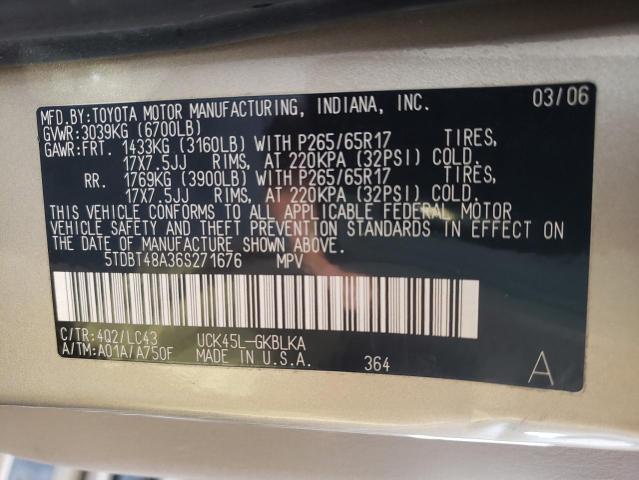 MFD.BY:TOYOTA MOTOR MANUFACTURING, INDIANA, INC. 03/06
GVWR:3039KG (6700LB)
GAWR:FRT. 1433KG (3160LB) WITH P265/65R17 TIRES,
17X7.5JJ RIMS, AT 220KPA (32PSI) COLD.
RR. 1769KG (3900LB) WITH P265/65R17 TIRES,
17X7.5JJ RIMS, AT 220KPA (32PSI) COLD.
THIS VEHICLE CONFORMS TO ALL APPLICABLE FEDERAL MOTOR
VEHICLE SAFETY AND THEFT PREVENTION STANDARDS IN EFFECT ON
THE DATE OF MANUFACTURE SHOWN ABOVE.
5TDBT48A36S271676 MPV
C/TR:4Q2/LC43 UCK45L-GKBLKA
A/TM:A01A/A750F MADE IN U.S.A. 364 A